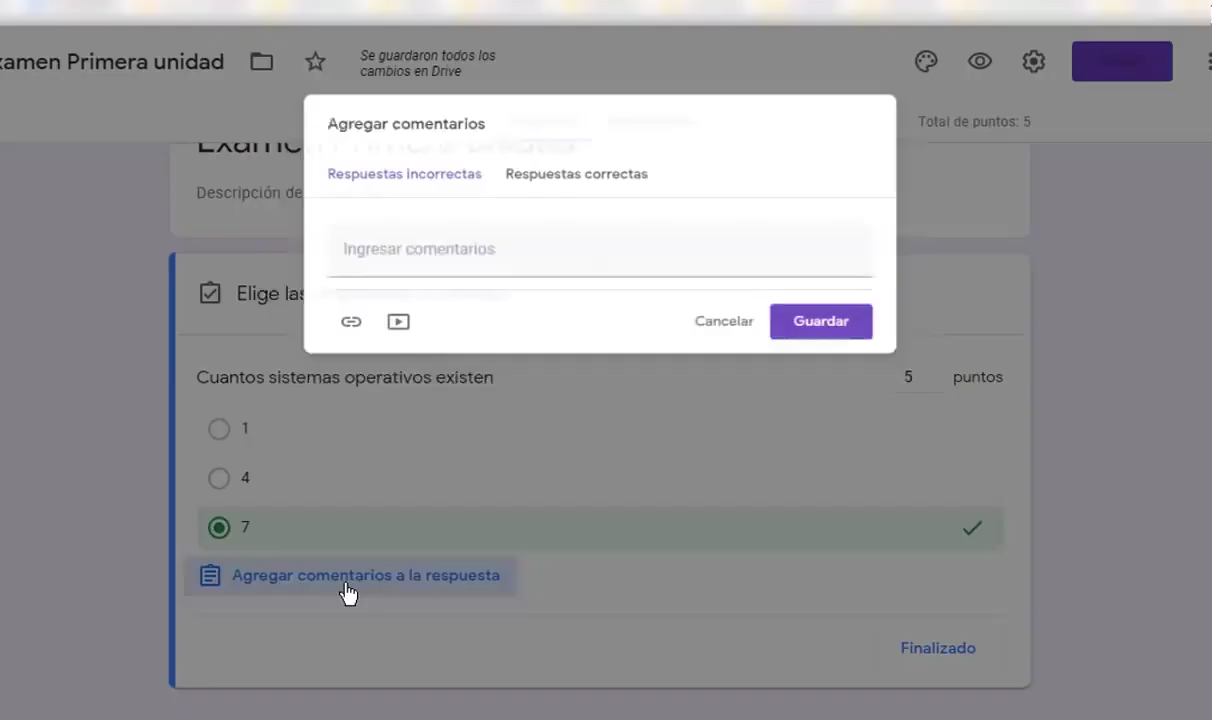 xamen Primera unidad
Se guardaron todos los
cambios en Drive
Total de puntos: 5
Agregar comentarios
Respuestas incorrectas
Respuestas correctas
Descripción de
Ingresar comentarios
Elige las
Cancelar
Guardar
Cuantos sistemas operativos existen
5 puntos
1
4
7
Agregar comentarios a la respuesta
Finalizado